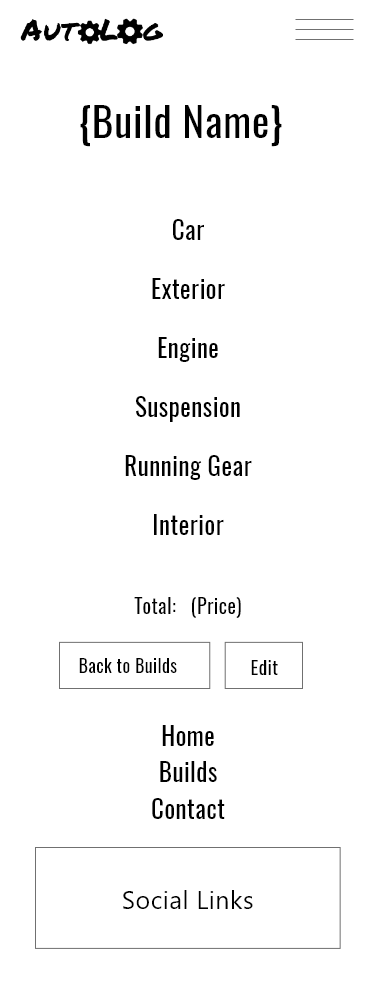 AutoLog
{Build Name}
Car
Exterior
Engine
Suspension
Running Gear
Interior
Total: (Price)
Back to Builds Edit
Home
Builds
Contact
Social Links